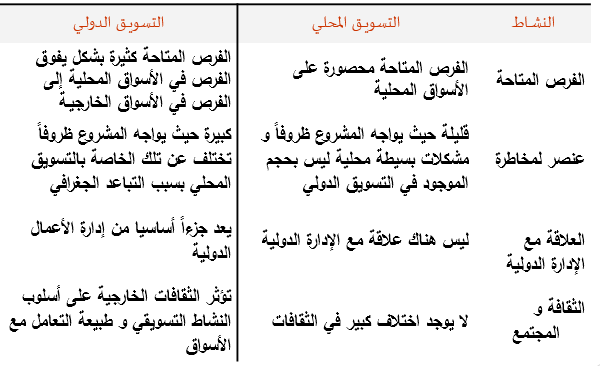 النشاط
التسويق المحلي
التسويق الدولي
الفرص المتاحة
الفرص المتاحة محصورة على
الأسواق المحلية
الفرص المتاحة كثيرة بشكل يفوق
الفرص في الأسواق المحلية إلى
الفرص في الأسواق الخارجية
عنصر لمخاطرة
قليلة حيث يواجه المشروع ظروفاً و
مشكلات بسيطة محلية ليس بحجم
الموجود في التسويق الدولي
كبيرة حيث يواجه المشروع ظروفاً
تختلف عن تلك الخاصة بالتسويق
المحلي بسبب التباعد الجغرافي
العلاقة مع
الإدارة الدولية
ليس هناك علاقة مع الإدارة الدولية
يعد جزءاً أساسيا من إدارة الأعمال
الدولية
الثقافة و
المجتمع
لا يوجد اختلاف كبير في الثقافات
تؤثر الثقافات الخارجية على أسلوب
النشاط التسويقي و طبيعة التعامل مع
الأسواق